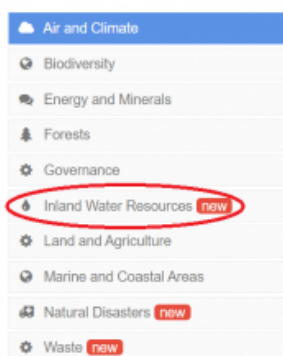 Air and Climate
Biodiversity
Energy and Minerals
Forests
Governance
Inland Water Resources new
Land and Agriculture
Marine and Coastal Areas
Natural Disasters new
Waste new